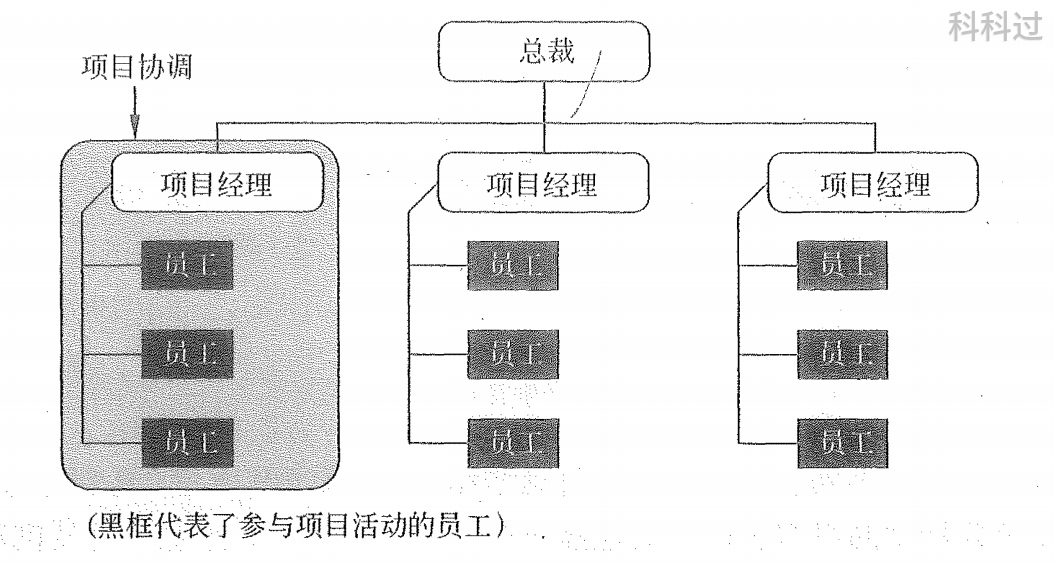 科科过
总裁
项目协调
项目经理 项目经理 项目经理
员工 员工 员工
员工 员工 员工
员工 员工 员工
(黑框代表了参与项目活动的员工)